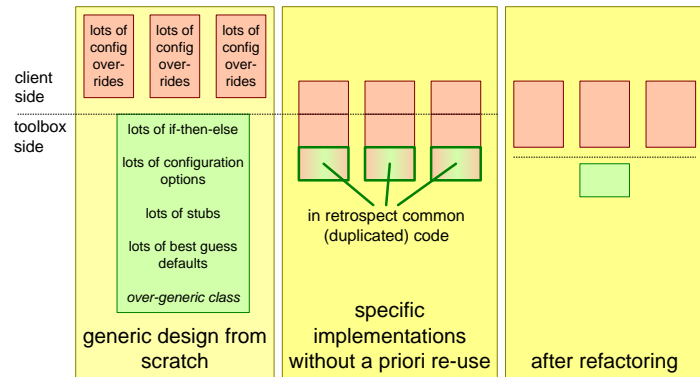 lots of
config
over-
rides
lots of
config
over-
rides
lots of
config
over-
rides
client
side
toolbox
side
lots of if-then-else
lots of configuration
options
lots of stubs
lots of best guess
defaults
over-generic class
generic design from
scratch
in retrospect common
(duplicated) code
specific
implementations
without a priori re-use
after refactoring